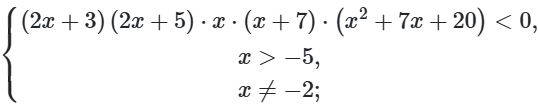 { (2x + 3) (2x + 5) · x · (x + 7) · (x² + 7x + 20) < 0,
x > −5,
x ≠ −2;